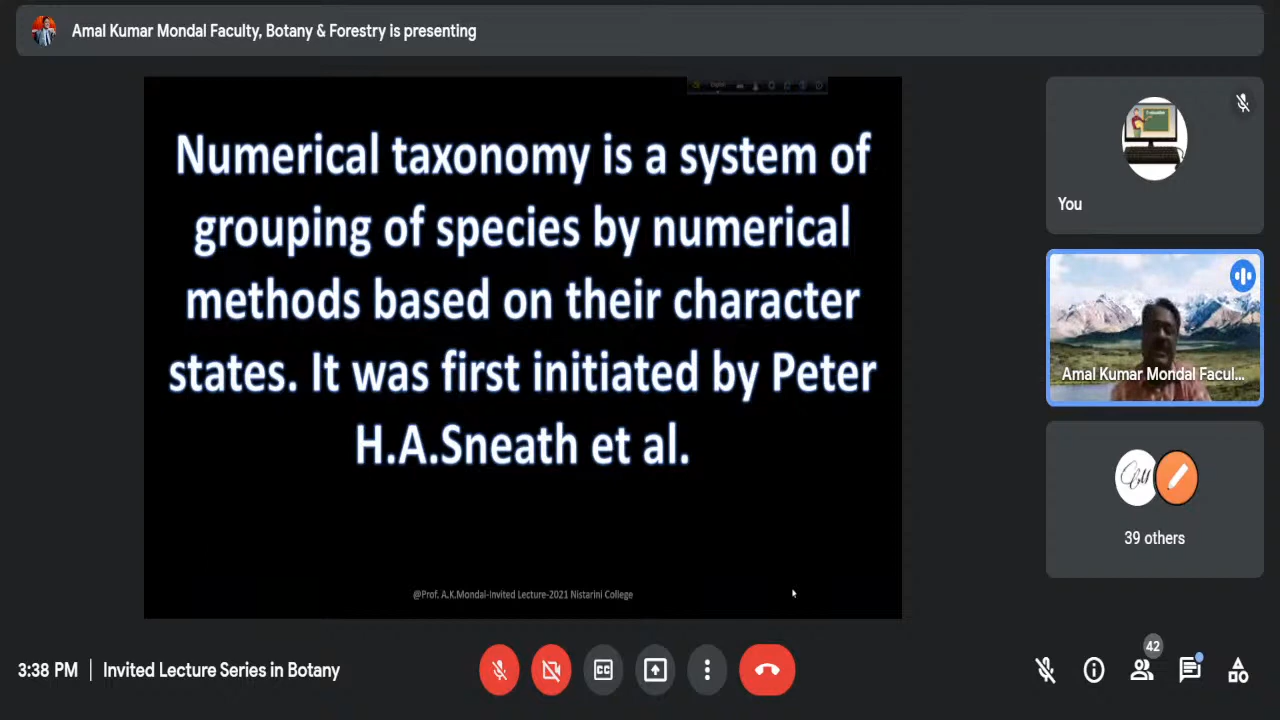 Amal Kumar Mondal Faculty, Botany & Forestry is presenting
Numerical taxonomy is a system of
grouping of species by numerical
methods based on their character
states. It was first initiated by Peter
H.A.Sneath et al.
@Prof. A.K.Mondal-Invited Lecture-2021 Nistarini College
You
Amal Kumar Mondal Facul...
39 others
3:38 PM
Invited Lecture Series in Botany
CC
42